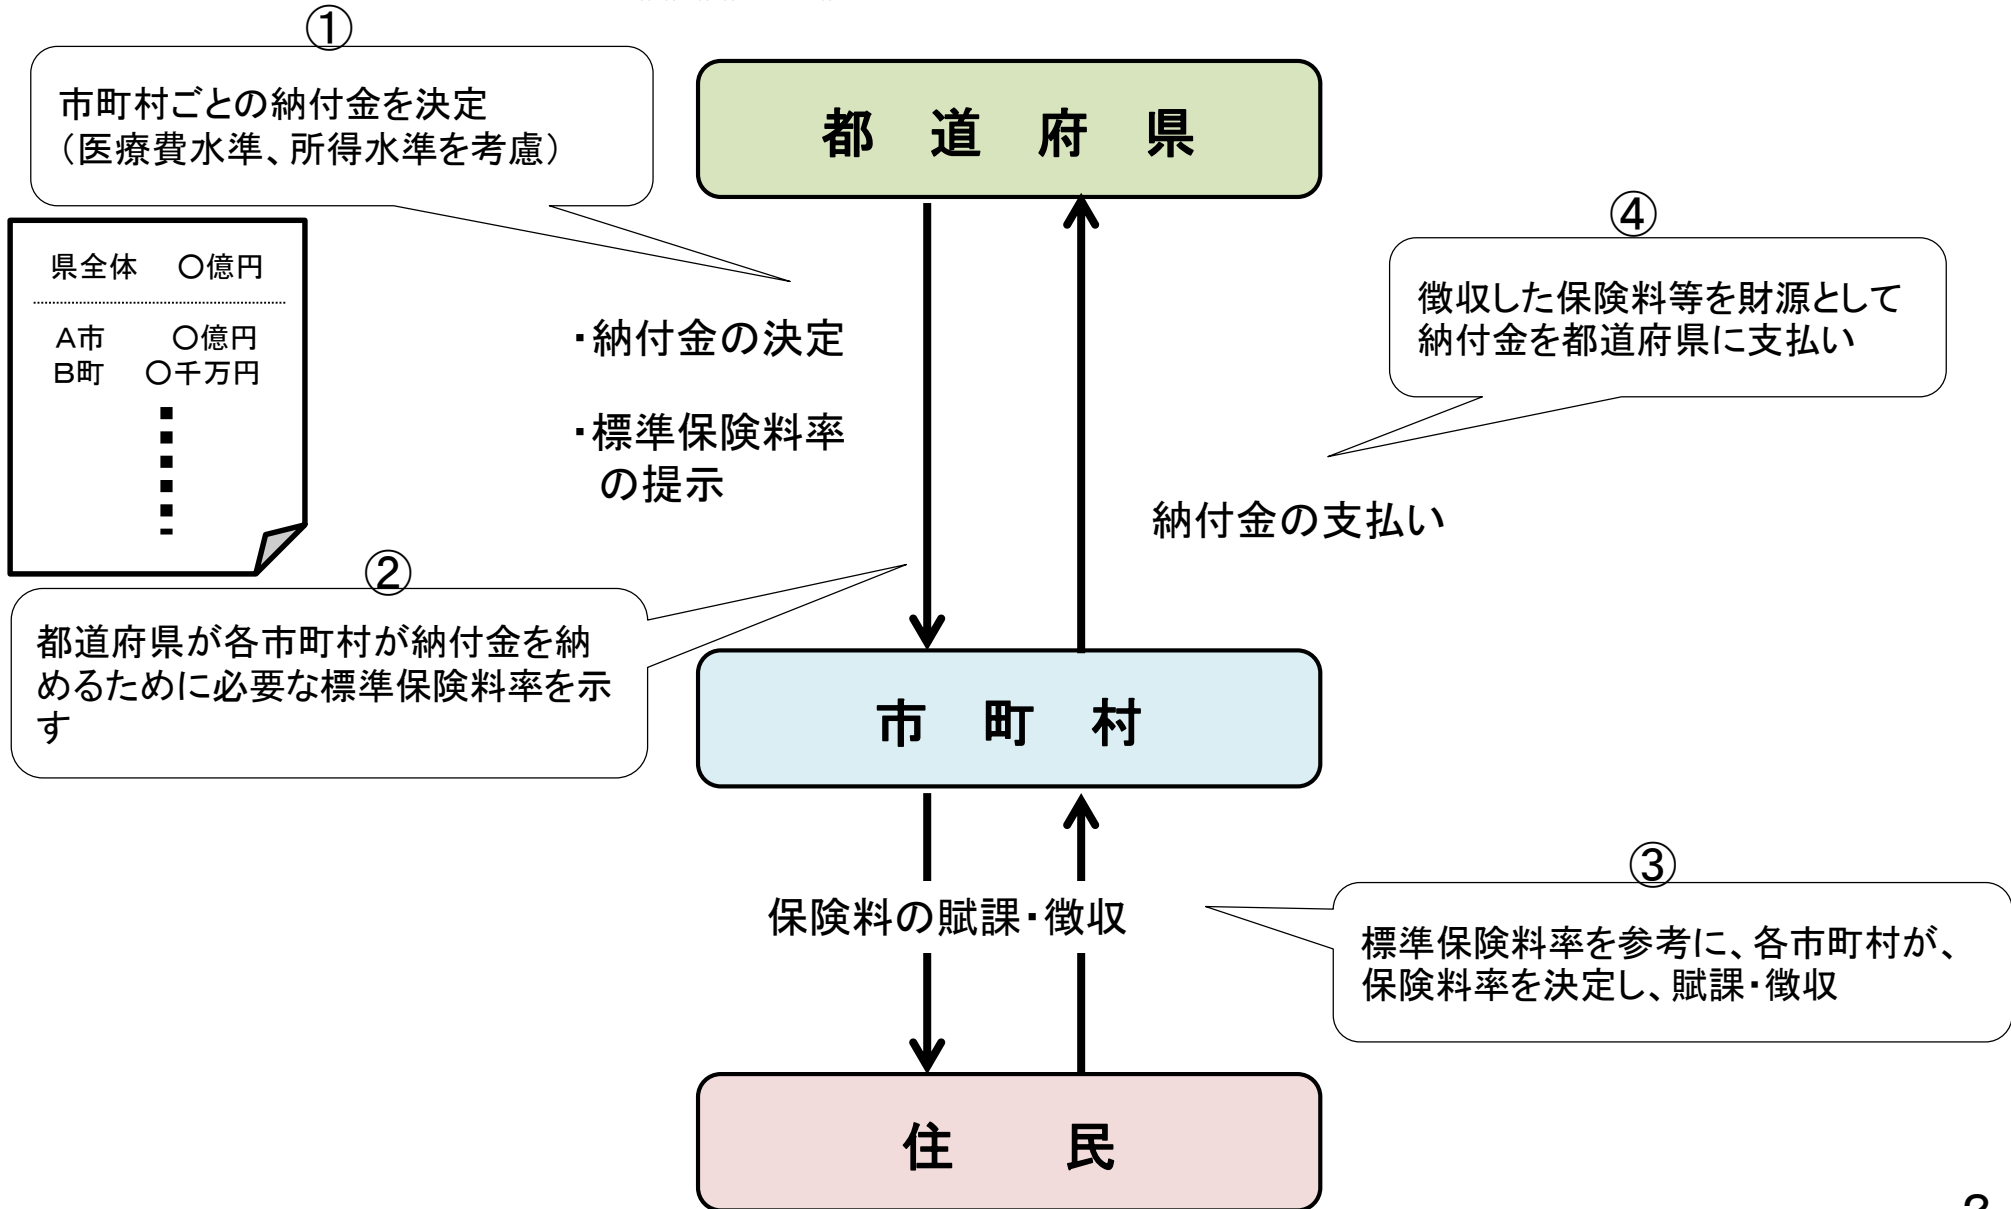 ①
市町村ごとの納付金を決定
（医療費水準、所得水準を考慮）
都　道　府　県
県全体　〇億円
A市　〇億円
B町　〇千万円
・納付金の決定
・標準保険料率
の提示
④
徴収した保険料等を財源として
納付金を都道府県に支払い
納付金の支払い
②
都道府県が各市町村が納付金を納
めるために必要な標準保険料率を示
す
市　町　村
保険料の賦課・徴収
③
標準保険料率を参考に、各市町村が、
保険料率を決定し、賦課・徴収
住　民